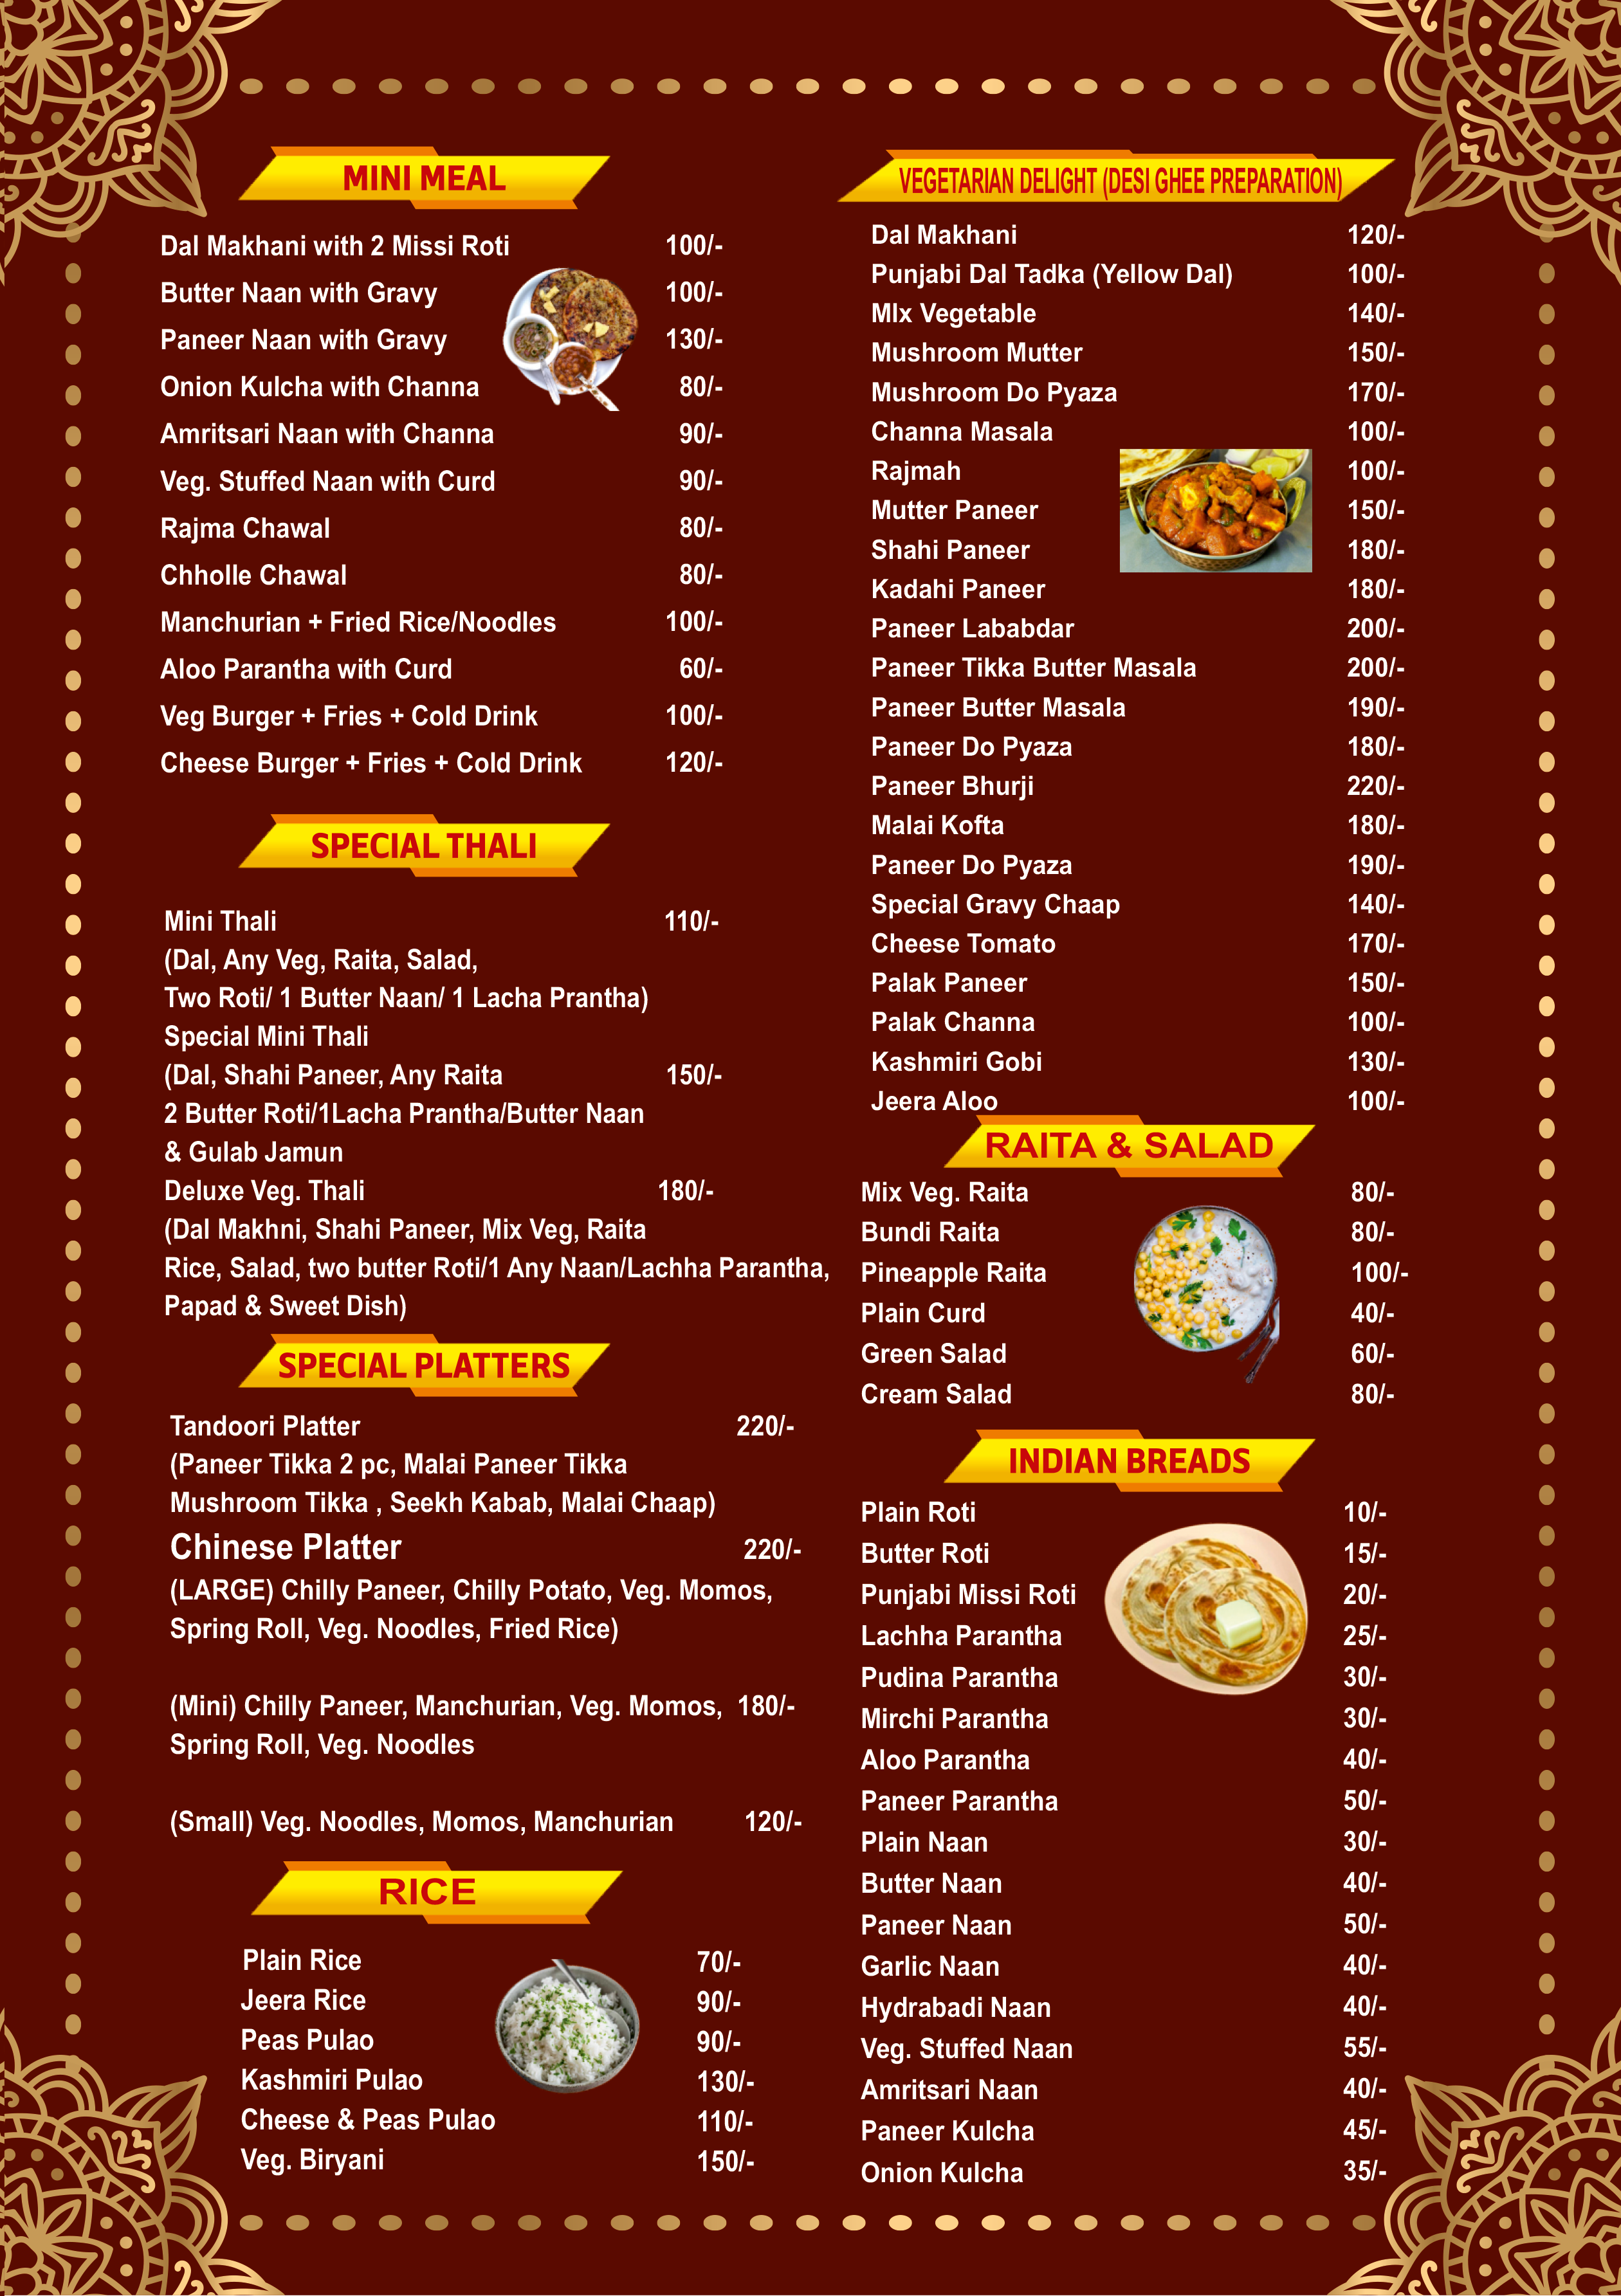 MINI MEAL
Dal Makhani with 2 Missi Roti 100/-
Butter Naan with Gravy 100/-
Paneer Naan with Gravy 130/-
Onion Kulcha with Channa 80/-
Amritsari Naan with Channa 90/-
Veg. Stuffed Naan with Curd 90/-
Rajma Chawal 80/-
Chholle Chawal 80/-
Manchurian + Fried Rice/Noodles 100/-
Aloo Parantha with Curd 60/-
Veg Burger + Fries + Cold Drink 100/-
Cheese Burger + Fries + Cold Drink 120/-
SPECIAL THALI
Mini Thali 110/-
(Dal, Any Veg, Raita, Salad,
Two Roti/ 1 Butter Naan/ 1 Lacha Prantha)
Special Mini Thali
(Dal, Shahi Paneer, Any Raita 150/-
2 Butter Roti/1Lacha Prantha/Butter Naan
& Gulab Jamun
Deluxe Veg. Thali 180/-
(Dal Makhni, Shahi Paneer, Mix Veg, Raita
Rice, Salad, two butter Roti/1 Any Naan/Lachha Parantha,
Papad & Sweet Dish)
SPECIAL PLATTERS
Tandoori Platter 220/-
(Paneer Tikka 2 pc, Malai Paneer Tikka
Mushroom Tikka , Seekh Kabab, Malai Chaap)
Chinese Platter 220/-
(LARGE) Chilly Paneer, Chilly Potato, Veg. Momos,
Spring Roll, Veg. Noodles, Fried Rice)
(Mini) Chilly Paneer, Manchurian, Veg. Momos, 180/-
Spring Roll, Veg. Noodles
(Small) Veg. Noodles, Momos, Manchurian 120/-
RICE
Plain Rice 70/-
Jeera Rice 90/-
Peas Pulao 90/-
Kashmiri Pulao 130/-
Cheese & Peas Pulao 110/-
Veg. Biryani 150/-
VEGETARIAN DELIGHT (DESI GHEE PREPARATION)
Dal Makhani 120/-
Punjabi Dal Tadka (Yellow Dal) 100/-
MIx Vegetable 140/-
Mushroom Mutter 150/-
Mushroom Do Pyaza 170/-
Channa Masala 100/-
Rajmah 100/-
Mutter Paneer 150/-
Shahi Paneer 180/-
Kadahi Paneer 180/-
Paneer Lababdar 200/-
Paneer Tikka Butter Masala 200/-
Paneer Butter Masala 190/-
Paneer Do Pyaza 180/-
Paneer Bhurji 220/-
Malai Kofta 180/-
Paneer Do Pyaza 190/-
Special Gravy Chaap 140/-
Cheese Tomato 170/-
Palak Paneer 150/-
Palak Channa 100/-
Kashmiri Gobi 130/-
Jeera Aloo 100/-
RAITA & SALAD
Mix Veg. Raita 80/-
Bundi Raita 80/-
Pineapple Raita 100/-
Plain Curd 40/-
Green Salad 60/-
Cream Salad 80/-
INDIAN BREADS
Plain Roti 10/-
Butter Roti 15/-
Punjabi Missi Roti 20/-
Lachha Parantha 25/-
Pudina Parantha 30/-
Mirchi Parantha 30/-
Aloo Parantha 40/-
Paneer Parantha 50/-
Plain Naan 30/-
Butter Naan 40/-
Paneer Naan 50/-
Garlic Naan 40/-
Hydrabadi Naan 40/-
Veg. Stuffed Naan 55/-
Amritsari Naan 40/-
Paneer Kulcha 45/-
Onion Kulcha 35/-